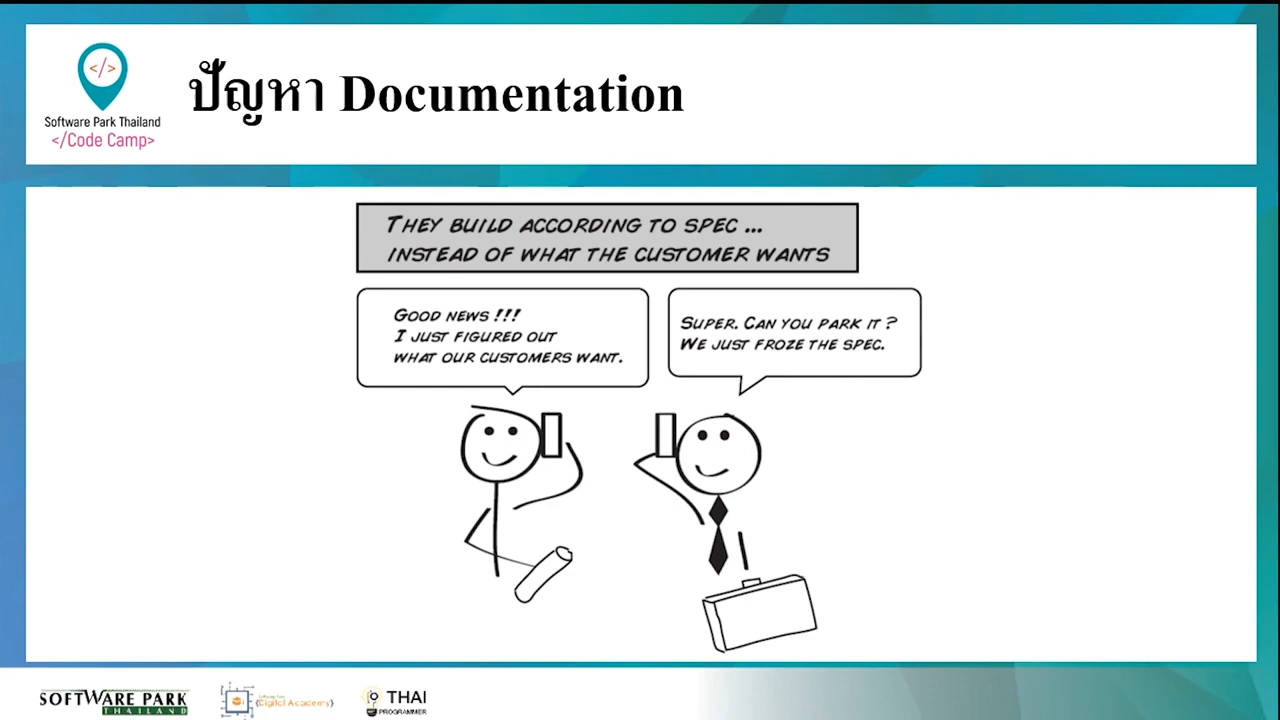 ปัญหา Documentation
</>
Software Park Thailand
</Code Camp>
THEY BUILD ACCORDING TO SPEC ...
INSTEAD OF WHAT THE CUSTOMER WANTS
GOOD NEWS !!!
I JUST FIGURED OUT
WHAT OUR CUSTOMERS WANT.
SUPER. CAN YOU PARK IT ?
WE JUST FROZE THE SPEC.
SOFTWARE PARK
THAILAND
Software Park
{Digital Academy}
THAI
PROGRAMMER